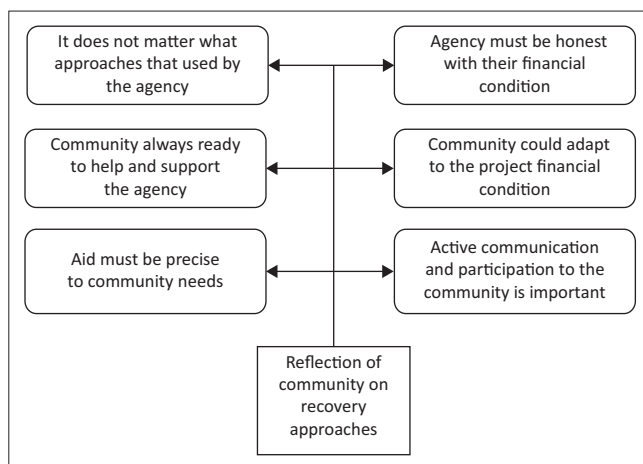 It does not matter what
approaches that used by
the agency
Agency must be honest
with their financial
condition
Community always ready
to help and support
the agency
Community could adapt
to the project financial
condition
Aid must be precise
to community needs
Active communication
and participation to the
community is important
Reflection of
community on
recovery
approaches